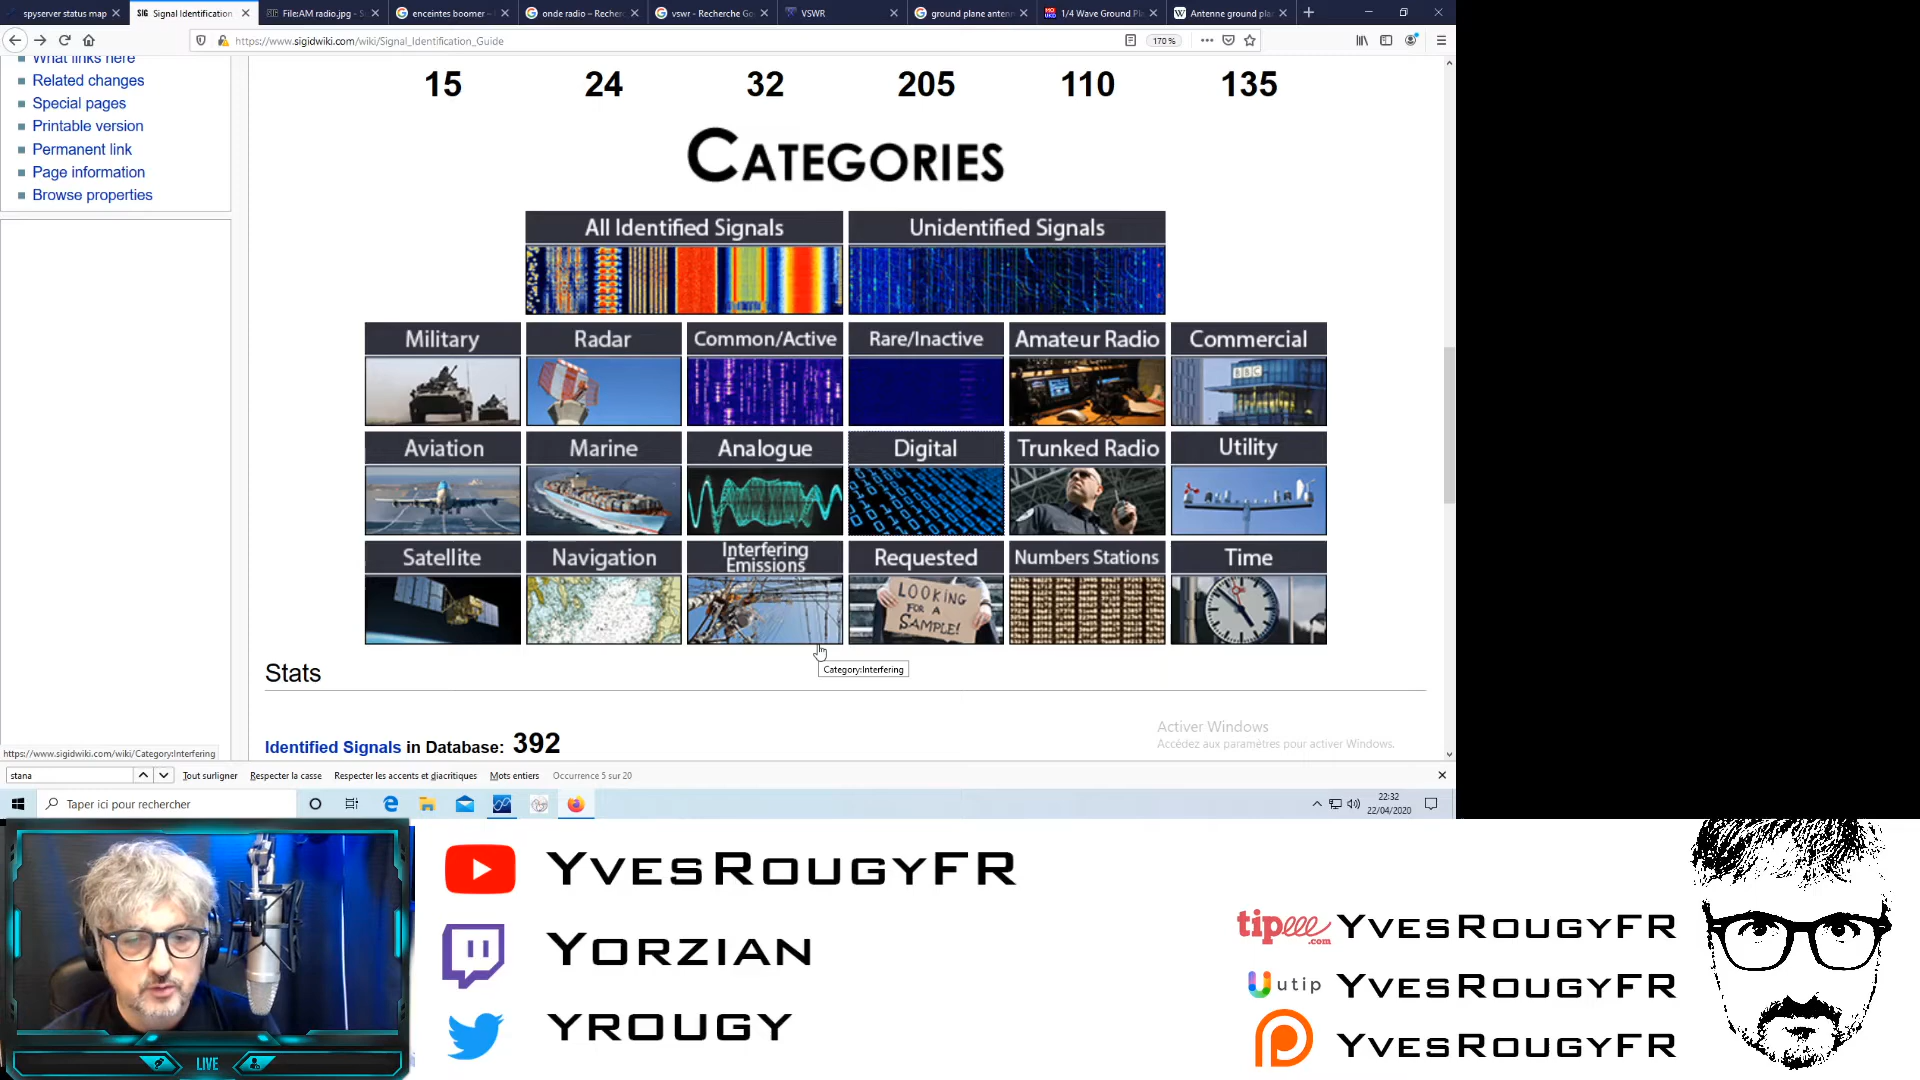 spyserver status map
SIG Signal Identification
File:AM radio.jpg - S
enceintes boomer –
onde radio – Recher
vswr - Recherche Go
VSWR
ground plane antenn
1/4 Wave Ground Pl
Antenne ground pla
https://www.sigidwiki.com/wiki/Signal_Identification_Guide
170 %
What links here
Related changes
Special pages
Printable version
Permanent link
Page information
Browse properties
15 24 32 205 110 135
CATEGORIES
All Identified Signals
Unidentified Signals
Military
Radar
Common/Active
Rare/Inactive
Amateur Radio
Commercial
BBC
Aviation
Marine
Analogue
Digital
Trunked Radio
Utility
Satellite
Navigation
Interfering
Emissions
Requested
Numbers Stations
Time
LOOKING
FOR A
SAMPLE!
Category:Interfering
Stats
Identified Signals in Database: 392
Activer Windows
Accédez aux paramètres pour activer Windows.
https://www.sigidwiki.com/wiki/Category:Interfering
stana
Tout surligner
Respecter la casse
Respecter les accents et diacritiques
Mots entiers
Occurrence 5 sur 20
Taper ici pour rechercher
22:32
22/04/2020
YVESROUGYFR
YORZIAN
YROUGY
LIVE
tipeee.com YVESROUGYFR
utip YVESROUGYFR
YVESROUGYFR